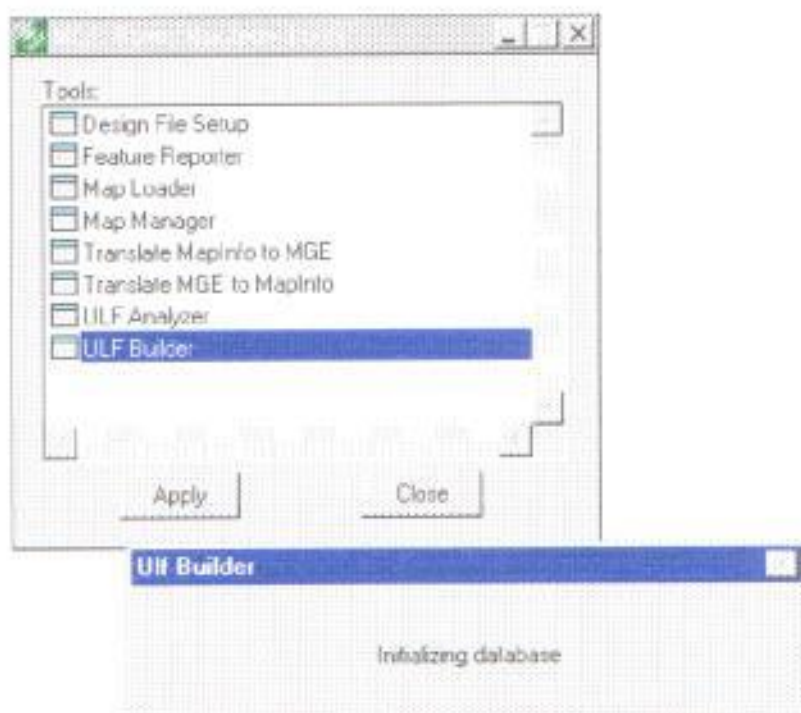 Tools:
Design File Setup
Feature Reporter
Map Loader
Map Manager
Translate MapInfo to MGE
Translate MGE to MapInfo
ULF Analyzer
ULF Builder
Apply
Close
Ulf Builder
Initializing database